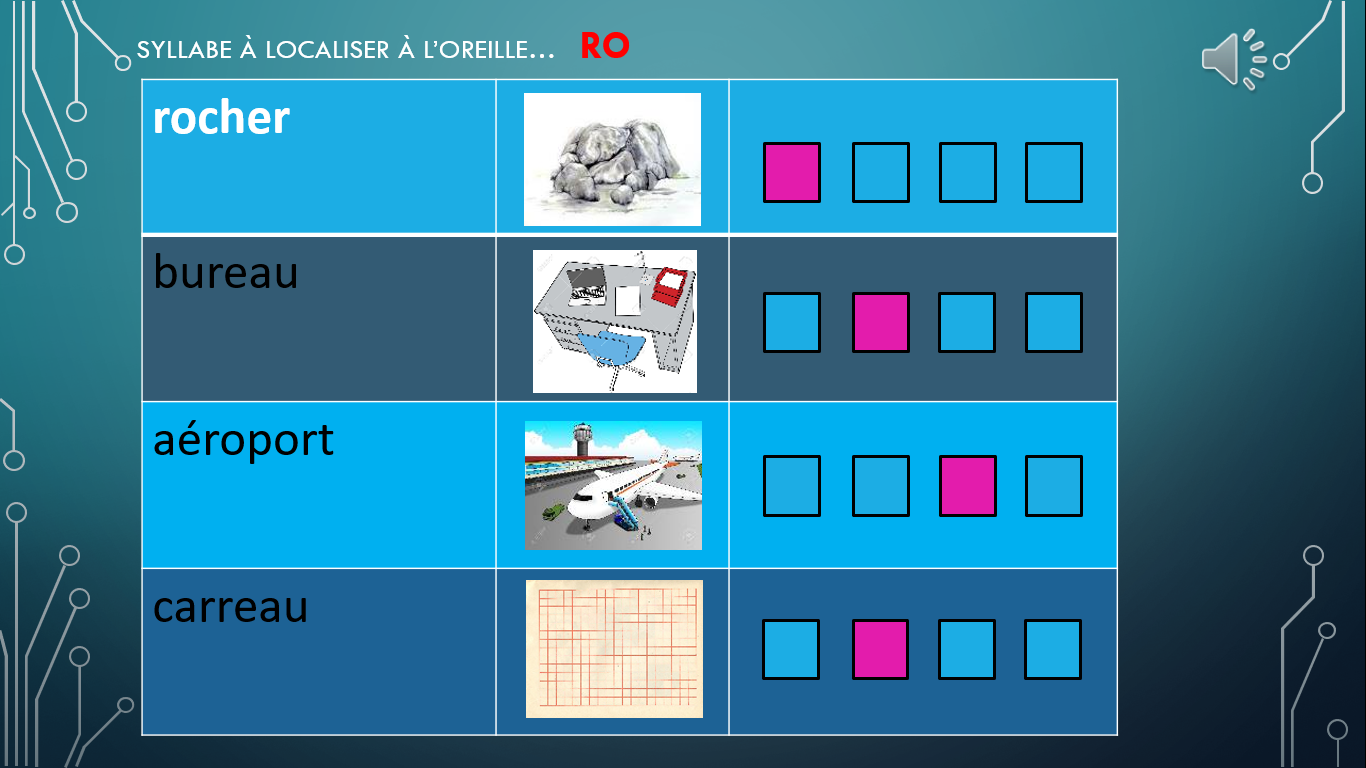 SYLLABE À LOCALISER À L’OREILLE… RO
rocher
bureau
aéroport
carreau